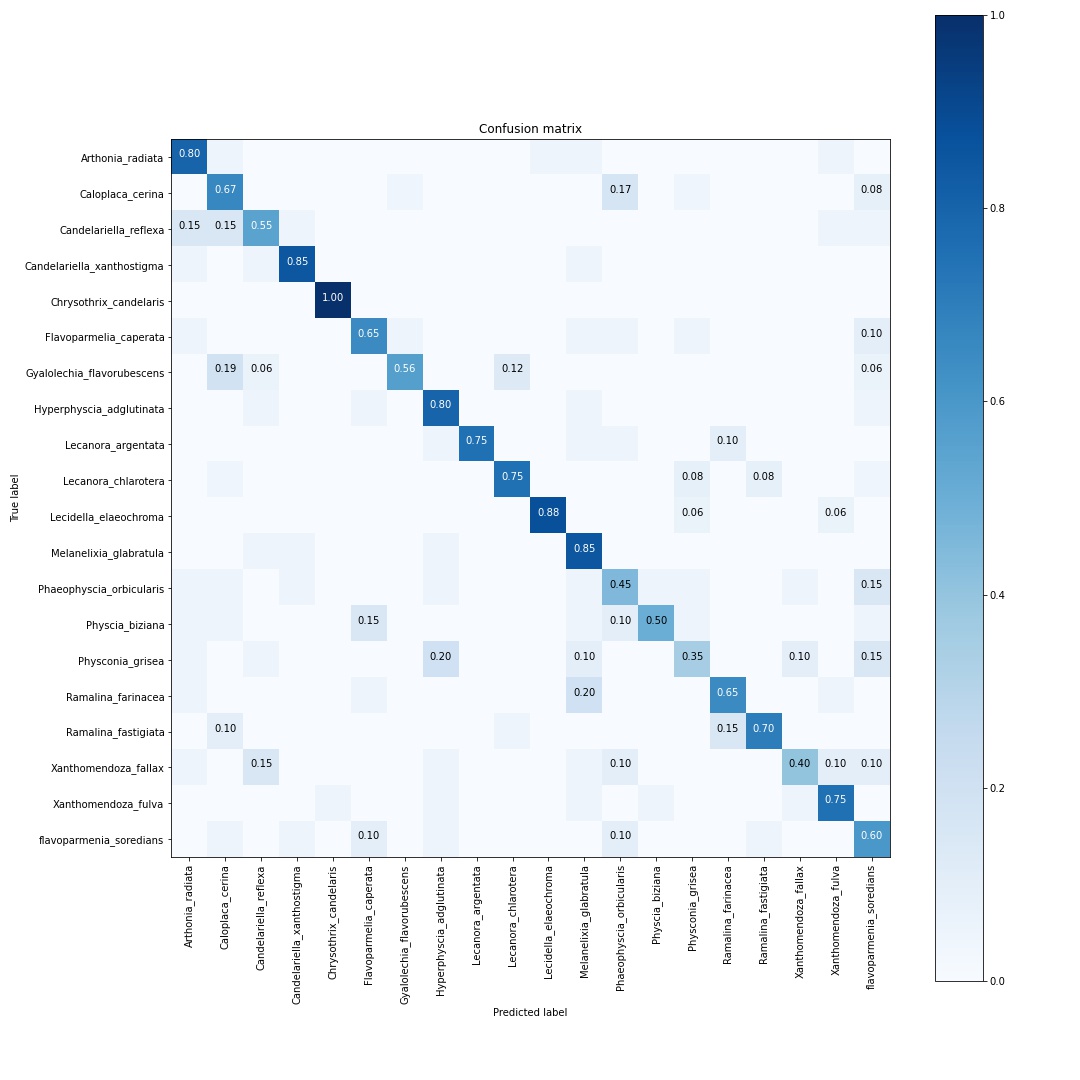 Confusion matrix
1.0
0.8
0.6
0.4
0.2
0.0
True label
Arthonia_radiata 0.80
Caloplaca_cerina 0.67 0.17 0.08
Candelariella_reflexa 0.15 0.15 0.55
Candelariella_xanthostigma 0.85
Chrysothrix_candelaris 1.00
Flavoparmelia_caperata 0.65 0.10
Gyalolechia_flavorubescens 0.19 0.06 0.56 0.12 0.06
Hyperphyscia_adglutinata 0.80
Lecanora_argentata 0.75 0.10
Lecanora_chlarotera 0.75 0.08 0.08
Lecidella_elaeochroma 0.88 0.06 0.06
Melanelixia_glabratula 0.85
Phaeophyscia_orbicularis 0.45 0.15
Physcia_biziana 0.15 0.10 0.50
Physconia_grisea 0.20 0.10 0.35 0.10 0.15
Ramalina_farinacea 0.20 0.65
Ramalina_fastigiata 0.10 0.15 0.70
Xanthomendoza_fallax 0.15 0.10 0.40 0.10 0.10
Xanthomendoza_fulva 0.75
flavoparmenia_soredians 0.10 0.10 0.60
Arthonia_radiata
Caloplaca_cerina
Candelariella_reflexa
Candelariella_xanthostigma
Chrysothrix_candelaris
Flavoparmelia_caperata
Gyalolechia_flavorubescens
Hyperphyscia_adglutinata
Lecanora_argentata
Lecanora_chlarotera
Lecidella_elaeochroma
Melanelixia_glabratula
Phaeophyscia_orbicularis
Physcia_biziana
Physconia_grisea
Ramalina_farinacea
Ramalina_fastigiata
Xanthomendoza_fallax
Xanthomendoza_fulva
flavoparmenia_soredians
Predicted label